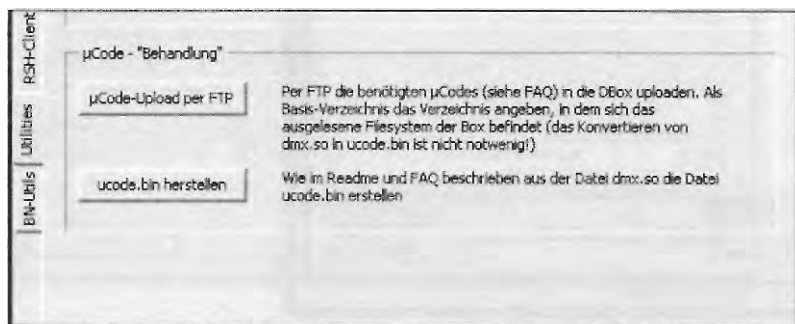 RSH-Client
Utilities
BN-Utils
µCode - "Behandlung"
µCode-Upload per FTP
Per FTP die benötigten µCodes (siehe FAQ) in die DBox uploaden. Als
Basis-Verzeichnis das Verzeichnis angeben, in dem sich das
ausgelesene Filesystem der Box befindet (das Konvertieren von
dmx.so in ucode.bin ist nicht notwenig!)
ucode.bin herstellen
Wie im Readme und FAQ beschrieben aus der Datei dmx.so die Datei
ucode.bin erstellen